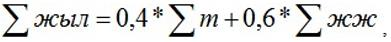 ∑ жыл = 0,4 * ∑ т + 0,6 * ∑ жж ,